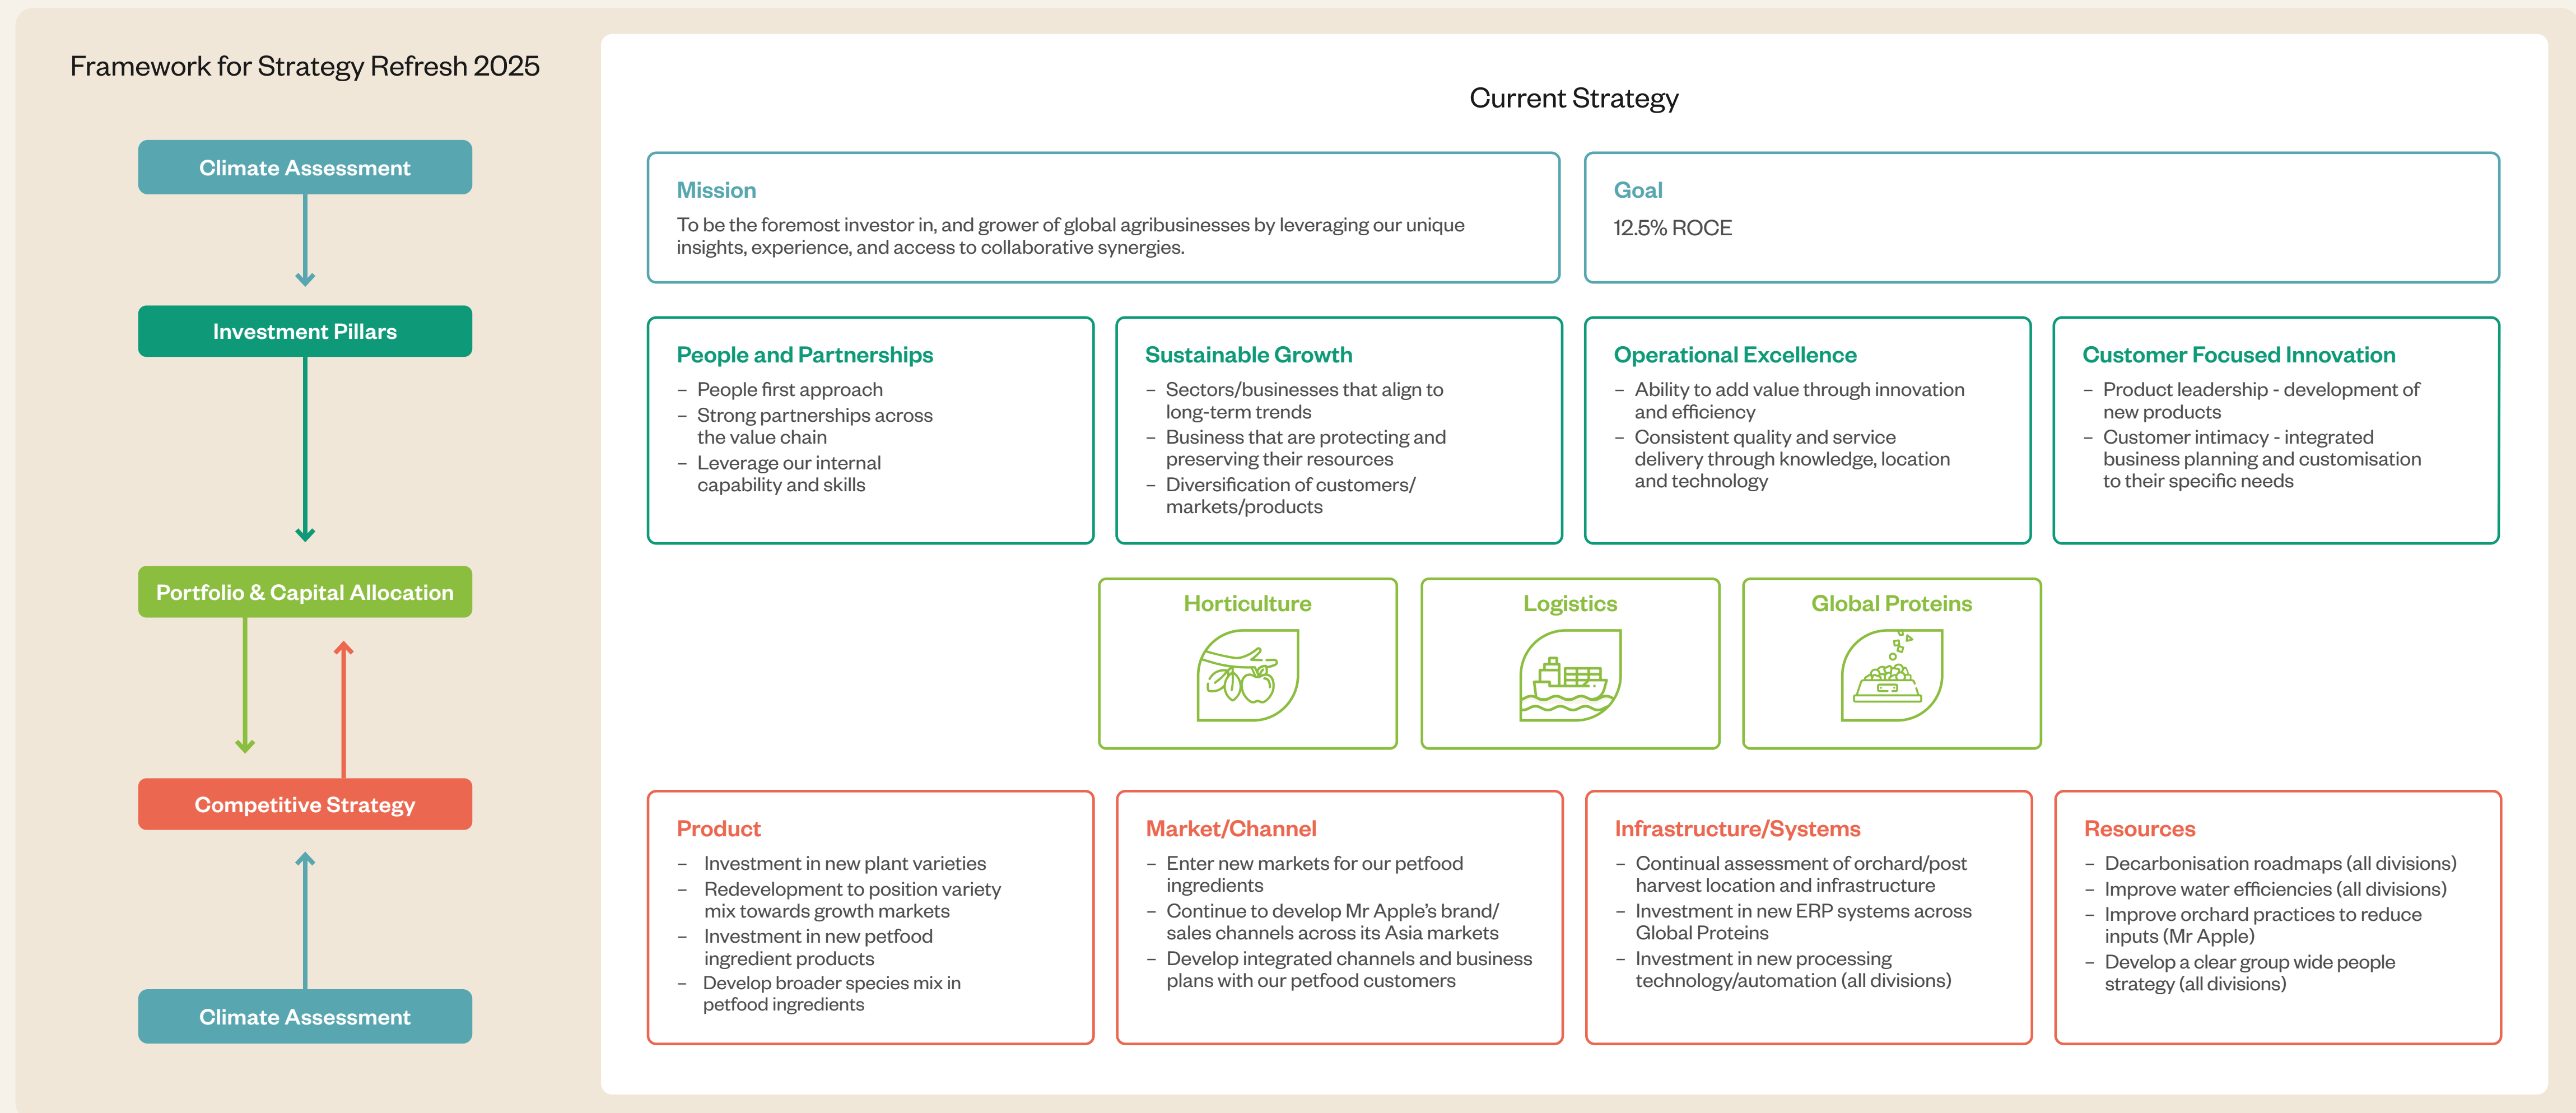 Framework for Strategy Refresh 2025
Climate Assessment
Investment Pillars
Portfolio & Capital Allocation
Competitive Strategy
Climate Assessment
Current Strategy
Mission
To be the foremost investor in, and grower of global agribusinesses by leveraging our unique
insights, experience, and access to collaborative synergies.
Goal
12.5% ROCE
People and Partnerships
– People first approach
– Strong partnerships across
the value chain
– Leverage our internal
capability and skills
Sustainable Growth
– Sectors/businesses that align to
long-term trends
– Business that are protecting and
preserving their resources
– Diversification of customers/
markets/products
Operational Excellence
– Ability to add value through innovation
and efficiency
– Consistent quality and service
delivery through knowledge, location
and technology
Customer Focused Innovation
– Product leadership - development of
new products
– Customer intimacy - integrated
business planning and customisation
to their specific needs
Horticulture
Logistics
Global Proteins
Product
– Investment in new plant varieties
– Redevelopment to position variety
mix towards growth markets
– Investment in new petfood
ingredient products
– Develop broader species mix in
petfood ingredients
Market/Channel
– Enter new markets for our petfood
ingredients
– Continue to develop Mr Apple’s brand/
sales channels across its Asia markets
– Develop integrated channels and business
plans with our petfood customers
Infrastructure/Systems
– Continual assessment of orchard/post
harvest location and infrastructure
– Investment in new ERP systems across
Global Proteins
– Investment in new processing
technology/automation (all divisions)
Resources
– Decarbonisation roadmaps (all divisions)
– Improve water efficiencies (all divisions)
– Improve orchard practices to reduce
inputs (Mr Apple)
– Develop a clear group wide people
strategy (all divisions)